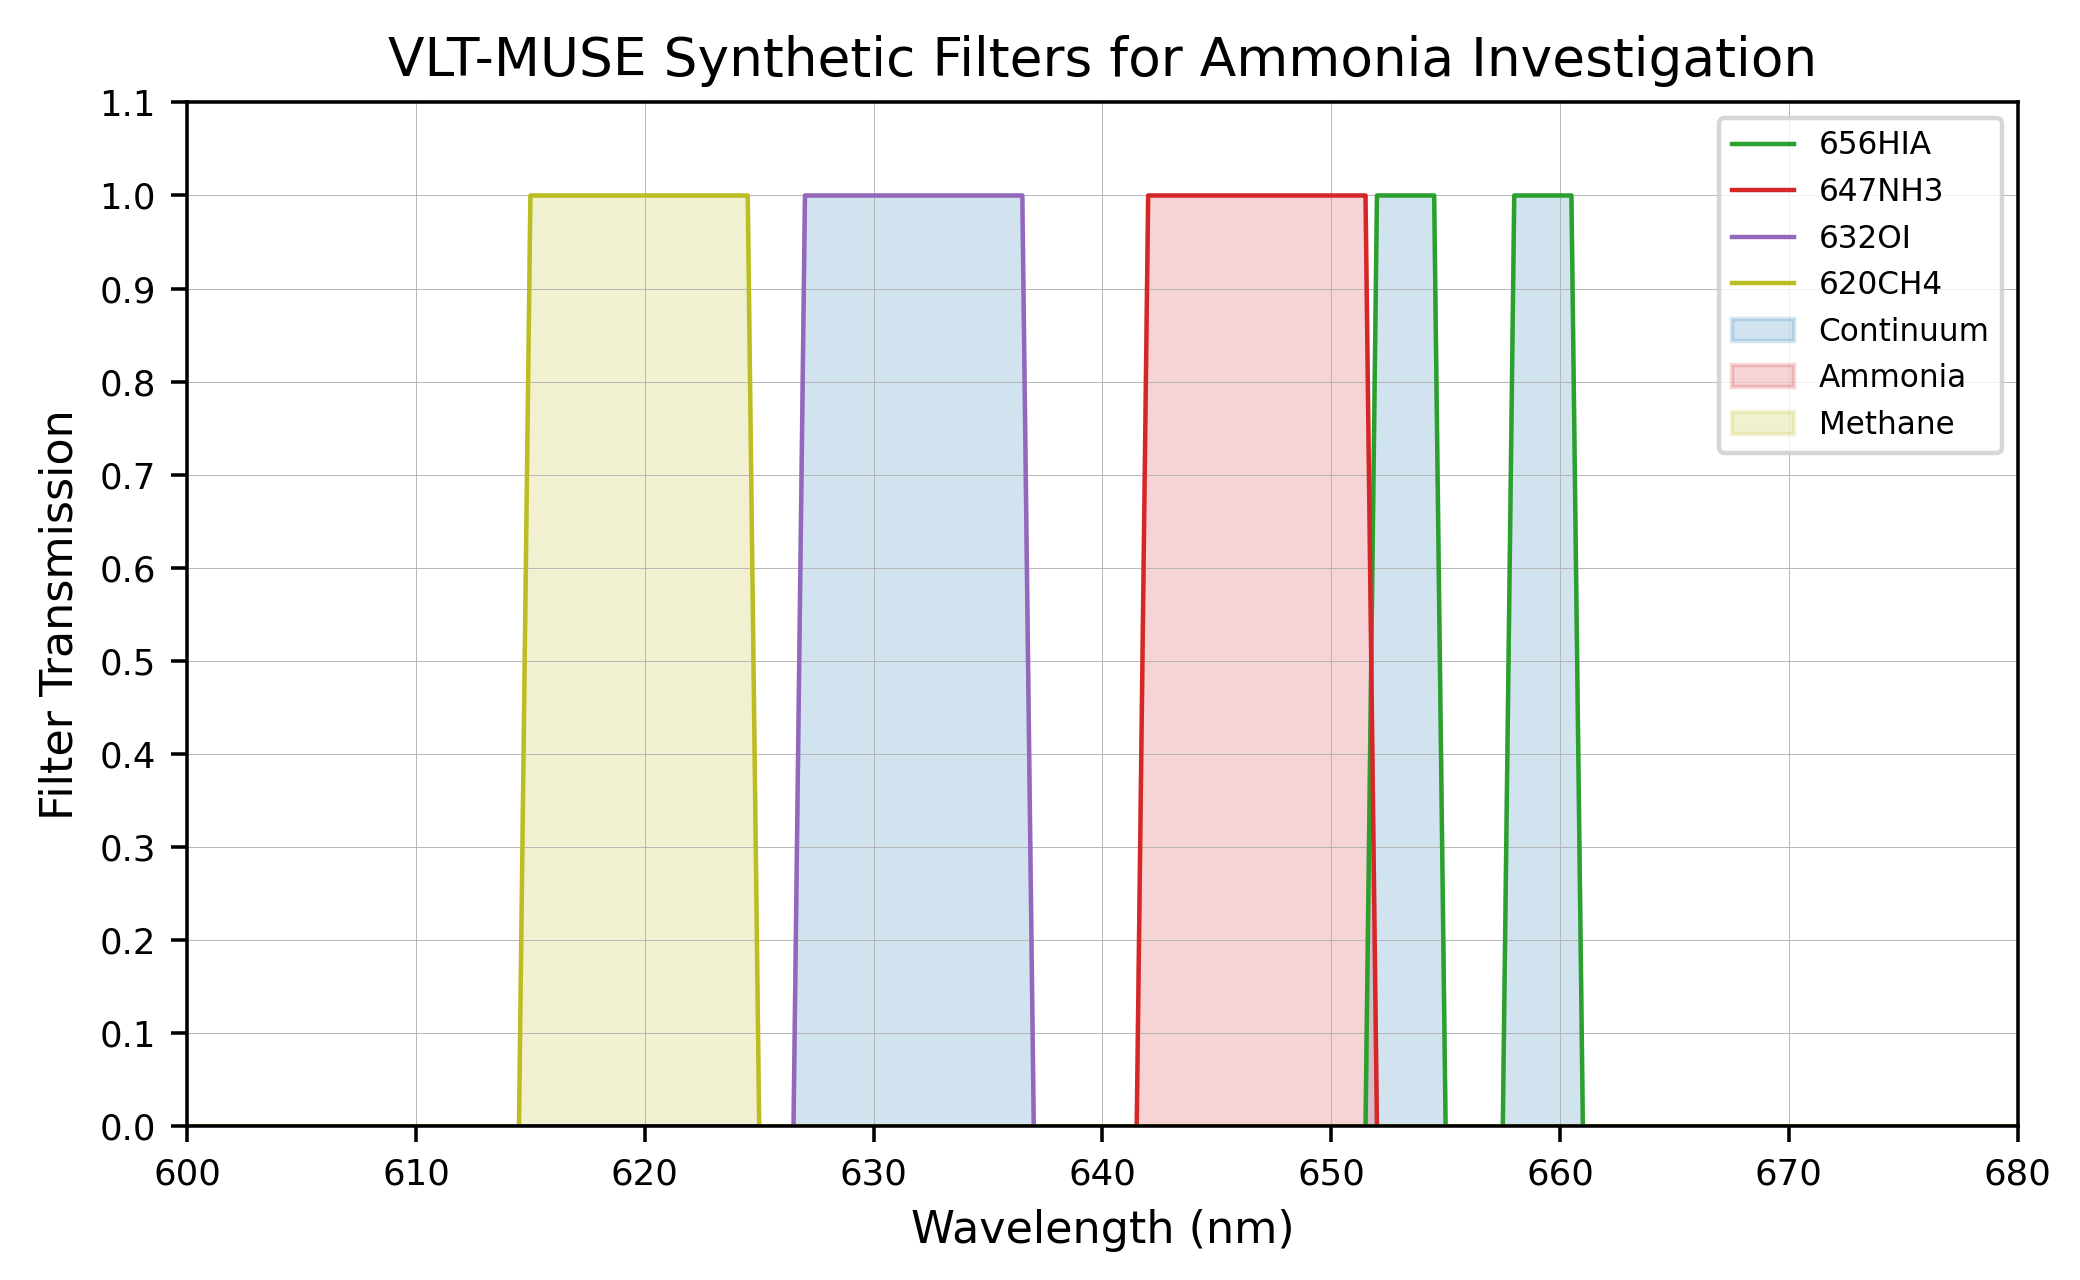 VLT-MUSE Synthetic Filters for Ammonia Investigation
1.1
1.0
0.9
0.8
0.7
0.6
0.5
0.4
0.3
0.2
0.1
0.0
Filter Transmission
656HIA
647NH3
632OI
620CH4
Continuum
Ammonia
Methane
600 610 620 630 640 650 660 670 680
Wavelength (nm)